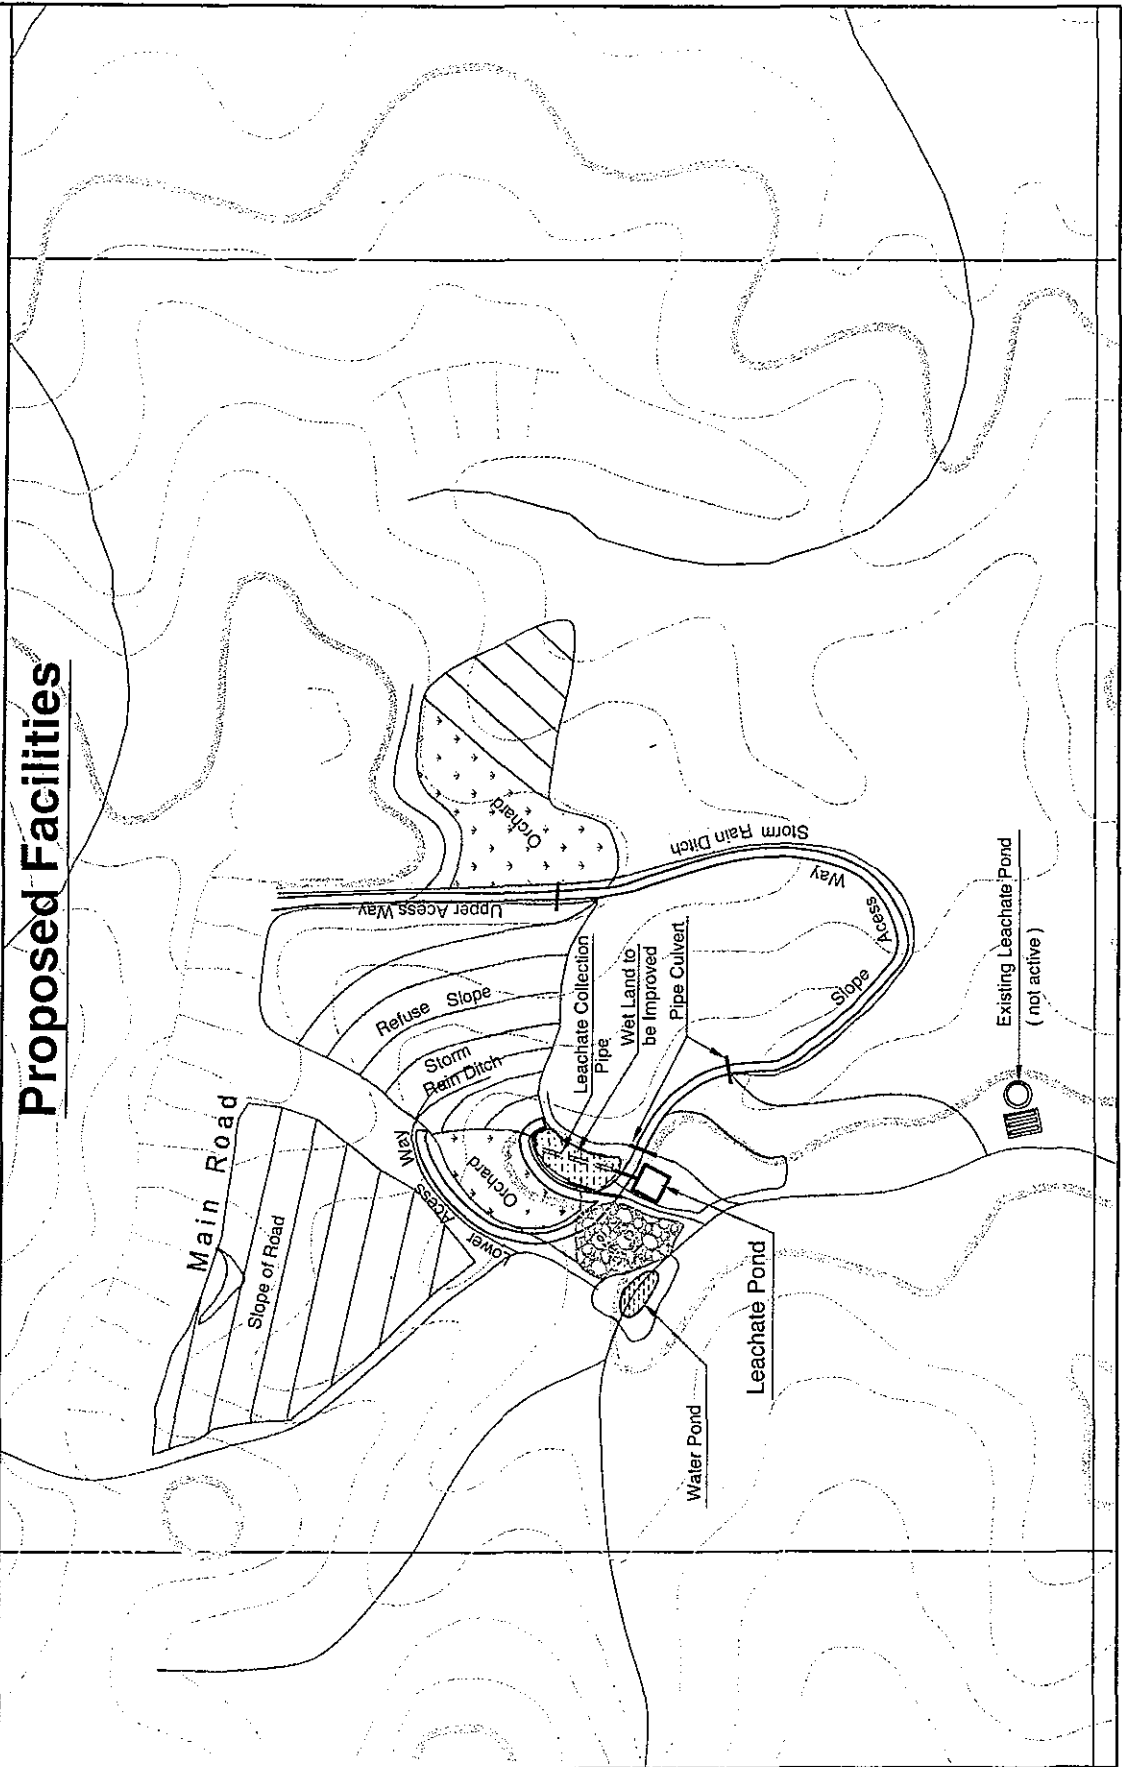 Proposed Facilities
Main Road
Slope of Road
Refuse Slope
Storm
Rain Ditch
Upper Acess Way
Orchard
Storm Rain Ditch
Lower Access Way
Orchard
Leachate Collection
Pipe
Wet Land to
be Improved
Pipe Culvert
Slope Acess Way
Water Pond
Leachate Pond
Existing Leachate Pond
( not active )